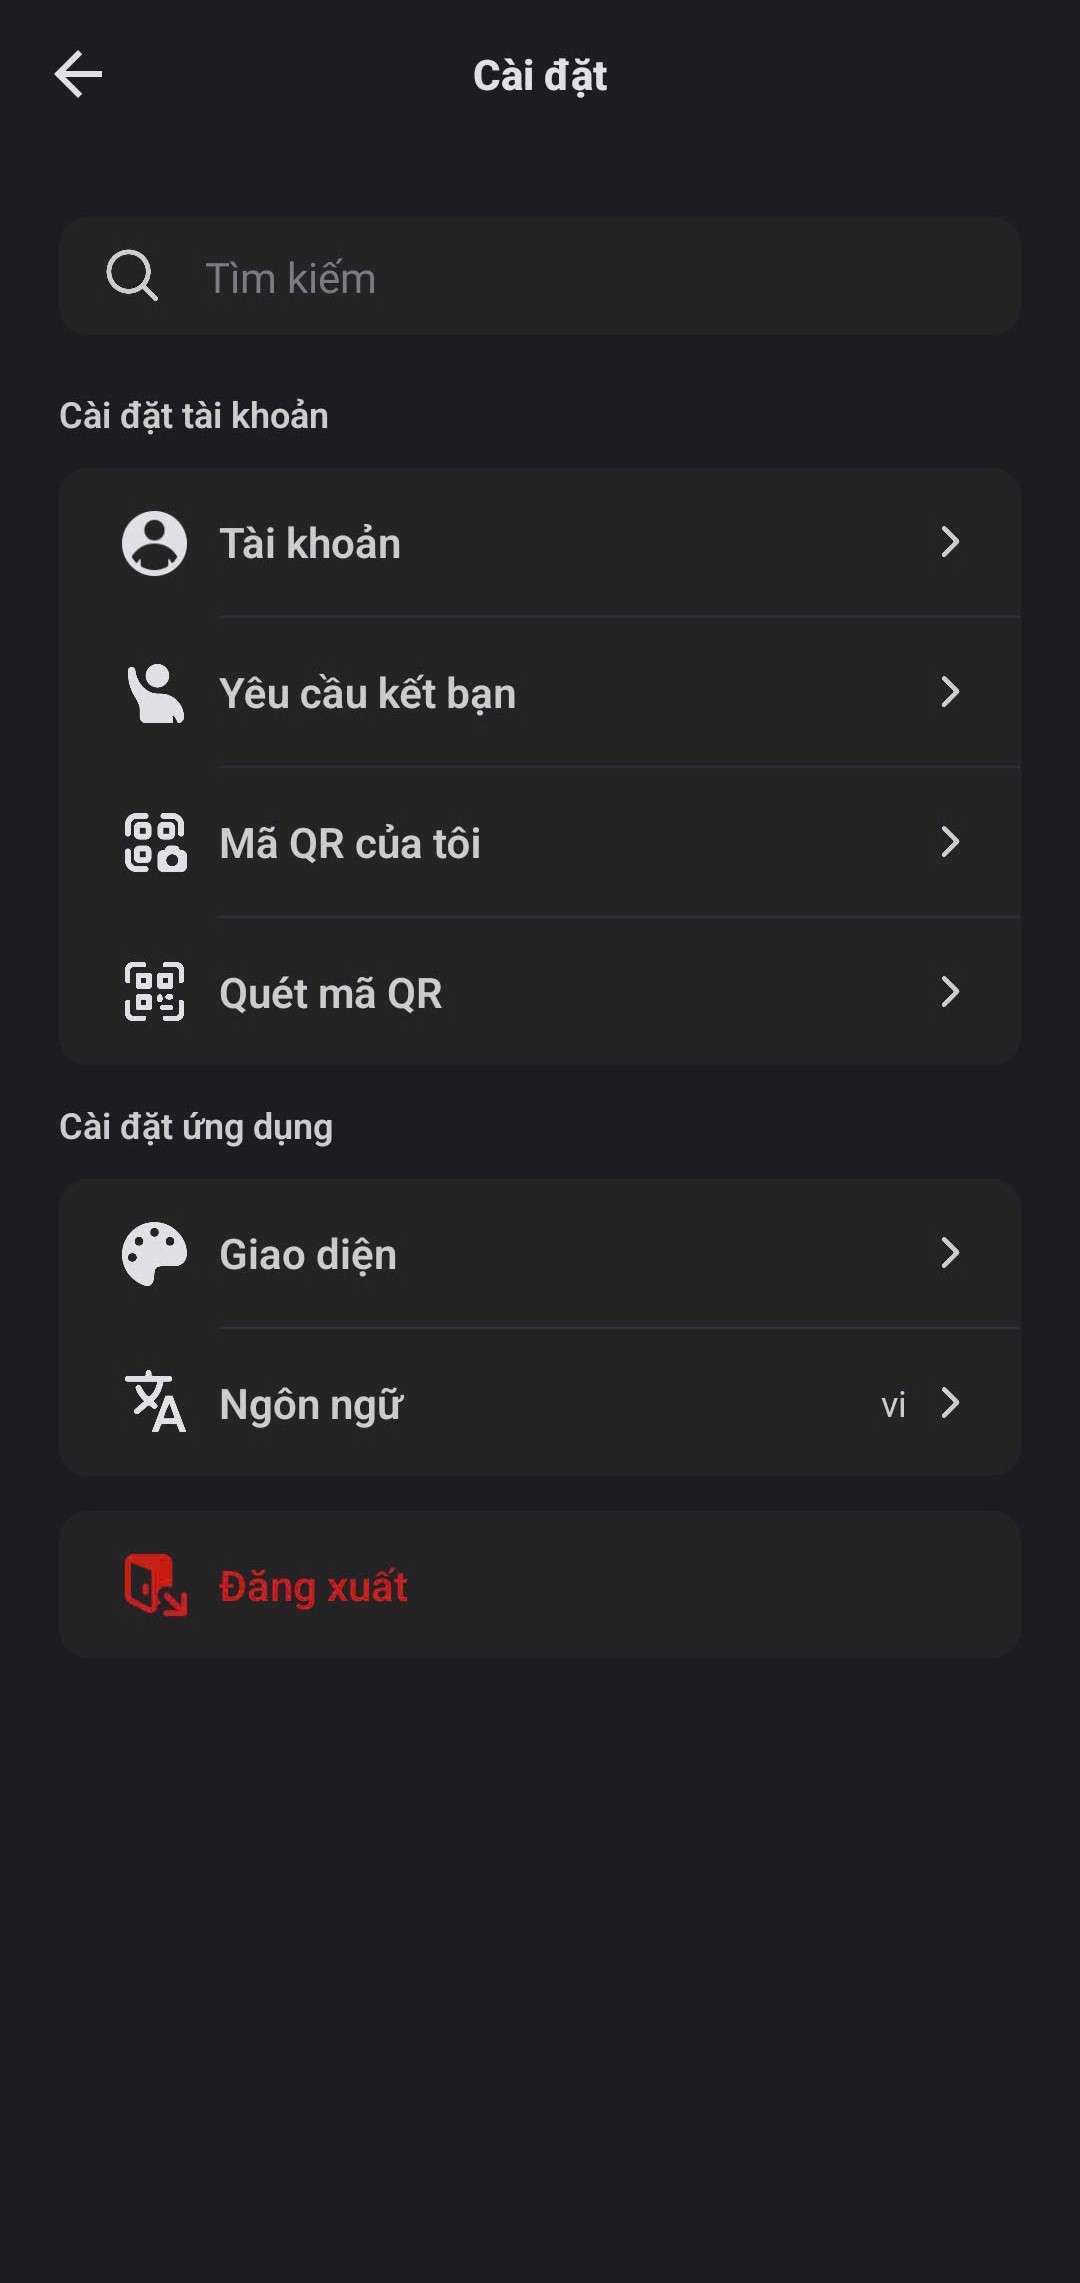 Cài đặt
Tìm kiếm
Cài đặt tài khoản
Tài khoản
Yêu cầu kết bạn
Mã QR của tôi
Quét mã QR
Cài đặt ứng dụng
Giao diện
Ngôn ngữ vi
Đăng xuất